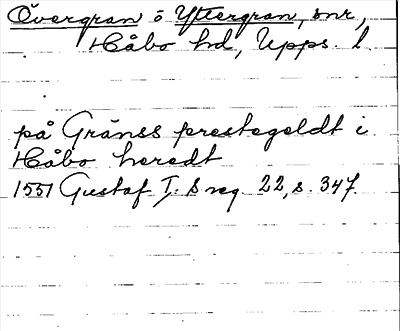 Övergran o Yttergran, snr,
Håbo hd, Upps. l.
på Gränss prestegeldt i
Håbo heredt
1551 Gustaf I:s reg. 22, s. 347.